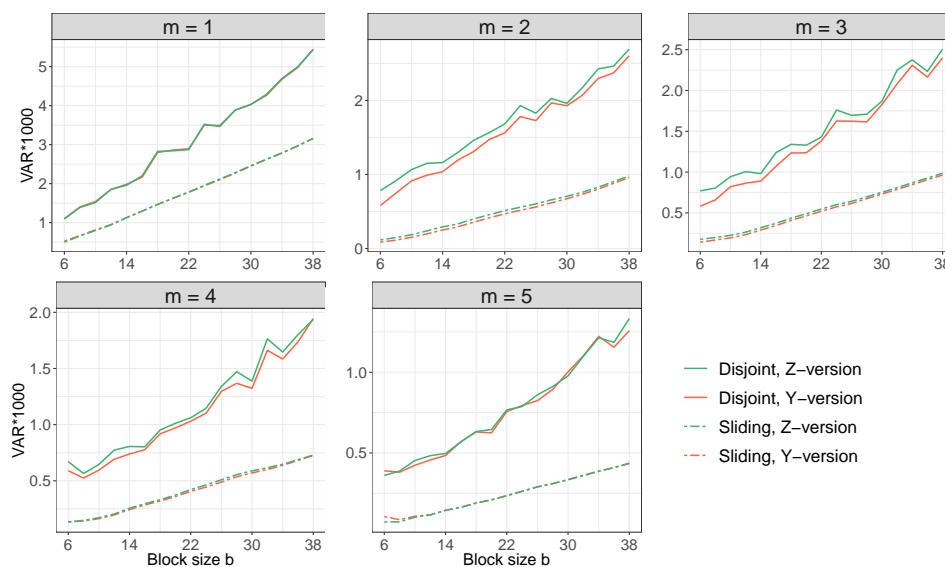 m = 1
m = 2
m = 3
VAR*1000
5
4
3
2
1
6 14 22 30 38
2
1
0
6 14 22 30 38
2.5
2.0
1.5
1.0
0.5
6 14 22 30 38
m = 4
m = 5
VAR*1000
2.0
1.5
1.0
0.5
6 14 22 30 38
Block size b
1.0
0.5
6 14 22 30 38
Block size b
Disjoint, Z−version
Disjoint, Y−version
Sliding, Z−version
Sliding, Y−version